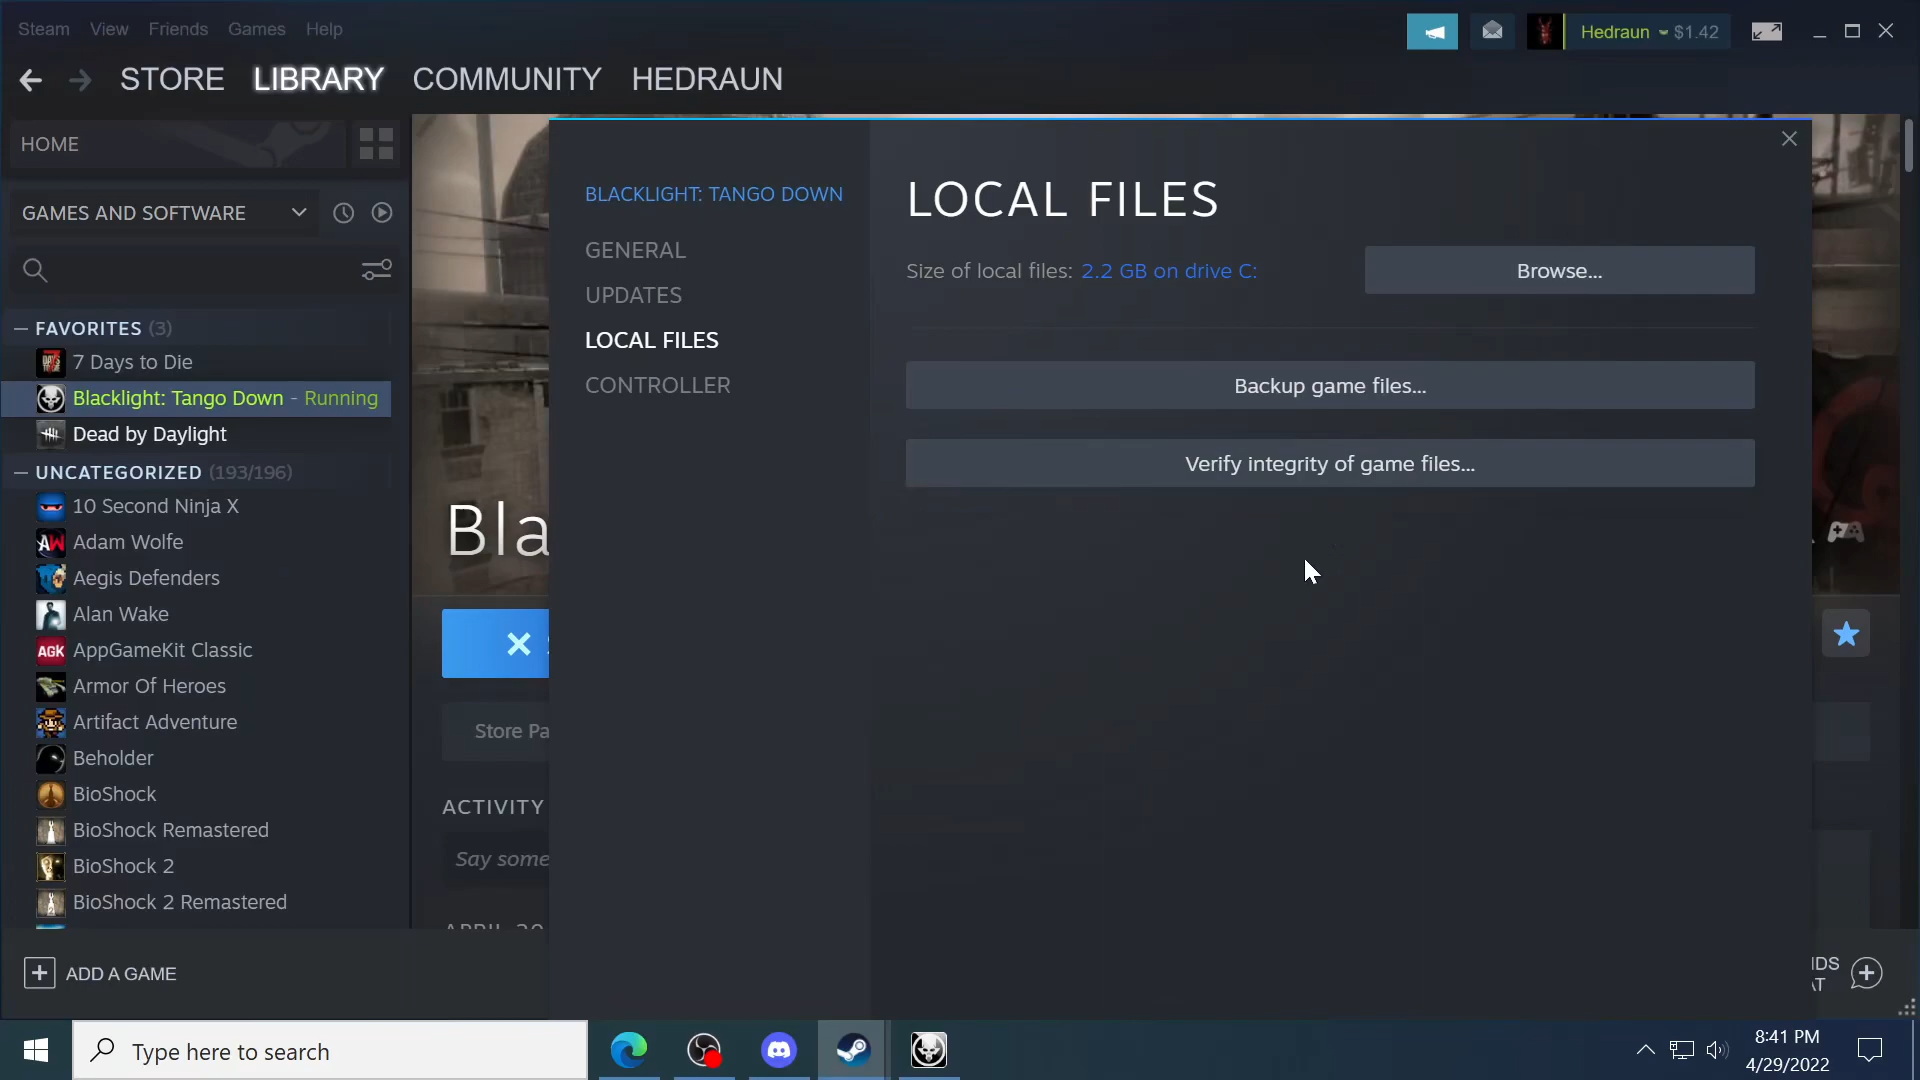 Steam View Friends Games Help
Hedraun $1.42
STORE LIBRARY COMMUNITY HEDRAUN
HOME
GAMES AND SOFTWARE
FAVORITES (3)
7 Days to Die
Blacklight: Tango Down - Running
Dead by Daylight
UNCATEGORIZED (193/196)
10 Second Ninja X
Adam Wolfe
Aegis Defenders
Alan Wake
AGK AppGameKit Classic
Armor Of Heroes
Artifact Adventure
Beholder
BioShock
BioShock Remastered
BioShock 2
BioShock 2 Remastered
ADD A GAME
Bla
Store Pa
ACTIVITY
Say some
BLACKLIGHT: TANGO DOWN
GENERAL
UPDATES
LOCAL FILES
CONTROLLER
LOCAL FILES
Size of local files: 2.2 GB on drive C:
Browse...
Backup game files...
Verify integrity of game files...
IDS
AT
Type here to search
8:41 PM
4/29/2022